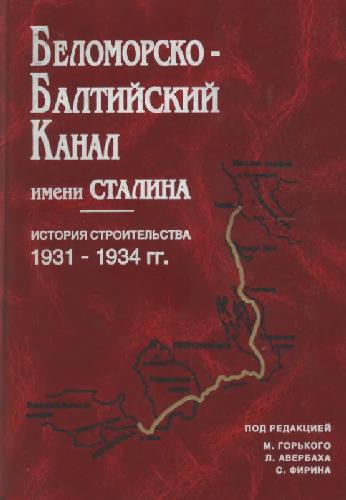 БЕЛОМОРСКО-
БАЛТИЙСКИЙ
КАНАЛ
ИМЕНИ СТАЛИНА
ИСТОРИЯ СТРОИТЕЛЬСТВА
1931 - 1934 ГГ.
ПОД РЕДАКЦИЕЙ
М. ГОРЬКОГО
Л. АВЕРБАХА
С. ФИРИНА